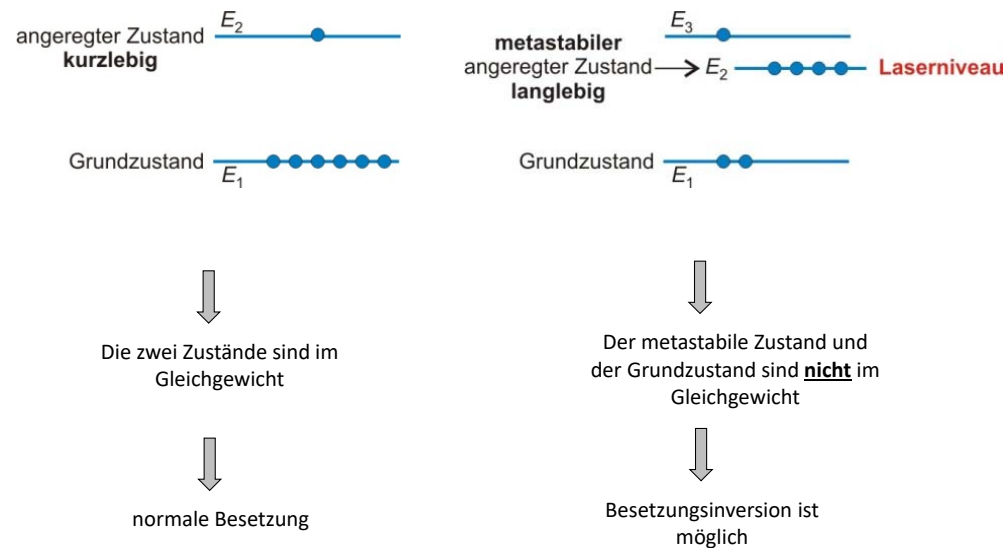 E2
angeregter Zustand
kurzlebig
Grundzustand
E1
Die zwei Zustände sind im
Gleichgewicht
normale Besetzung
E3
metastabiler
angeregter Zustand E2 Laserniveau
langlebig
Grundzustand
E1
Der metastabile Zustand und
der Grundzustand sind nicht im
Gleichgewicht
Besetzungsinversion ist
möglich